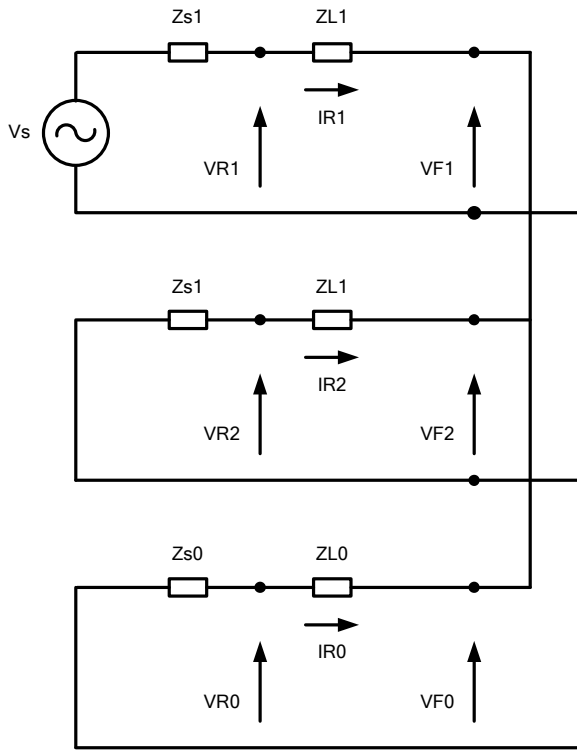 Zs1 ZL1
Vs
IR1
VR1 VF1
Zs1 ZL1
IR2
VR2 VF2
Zs0 ZL0
IR0
VR0 VF0